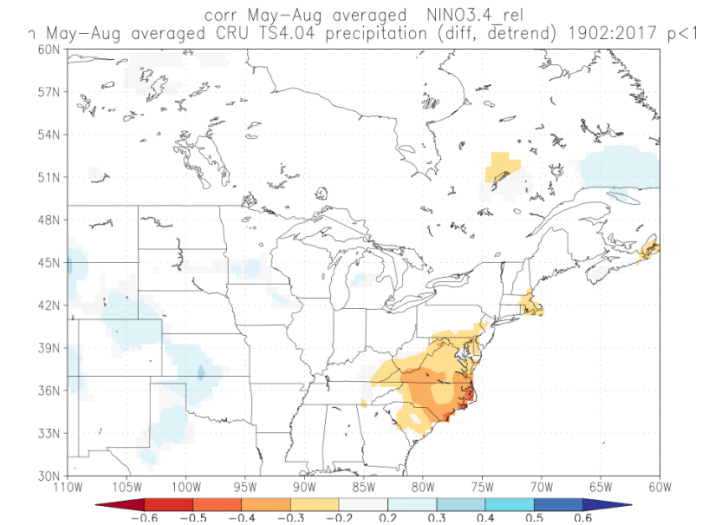 corr May-Aug averaged NINO3.4_rel
n May-Aug averaged CRU TS4.04 precipitation (diff, detrend) 1902:2017 p<1
60N
57N
54N
51N
48N
45N
42N
39N
36N
33N
30N
110W 105W 100W 95W 90W 85W 80W 75W 70W 65W 60W
-0.6 -0.5 -0.4 -0.3 -0.2 0.2 0.3 0.4 0.5 0.6